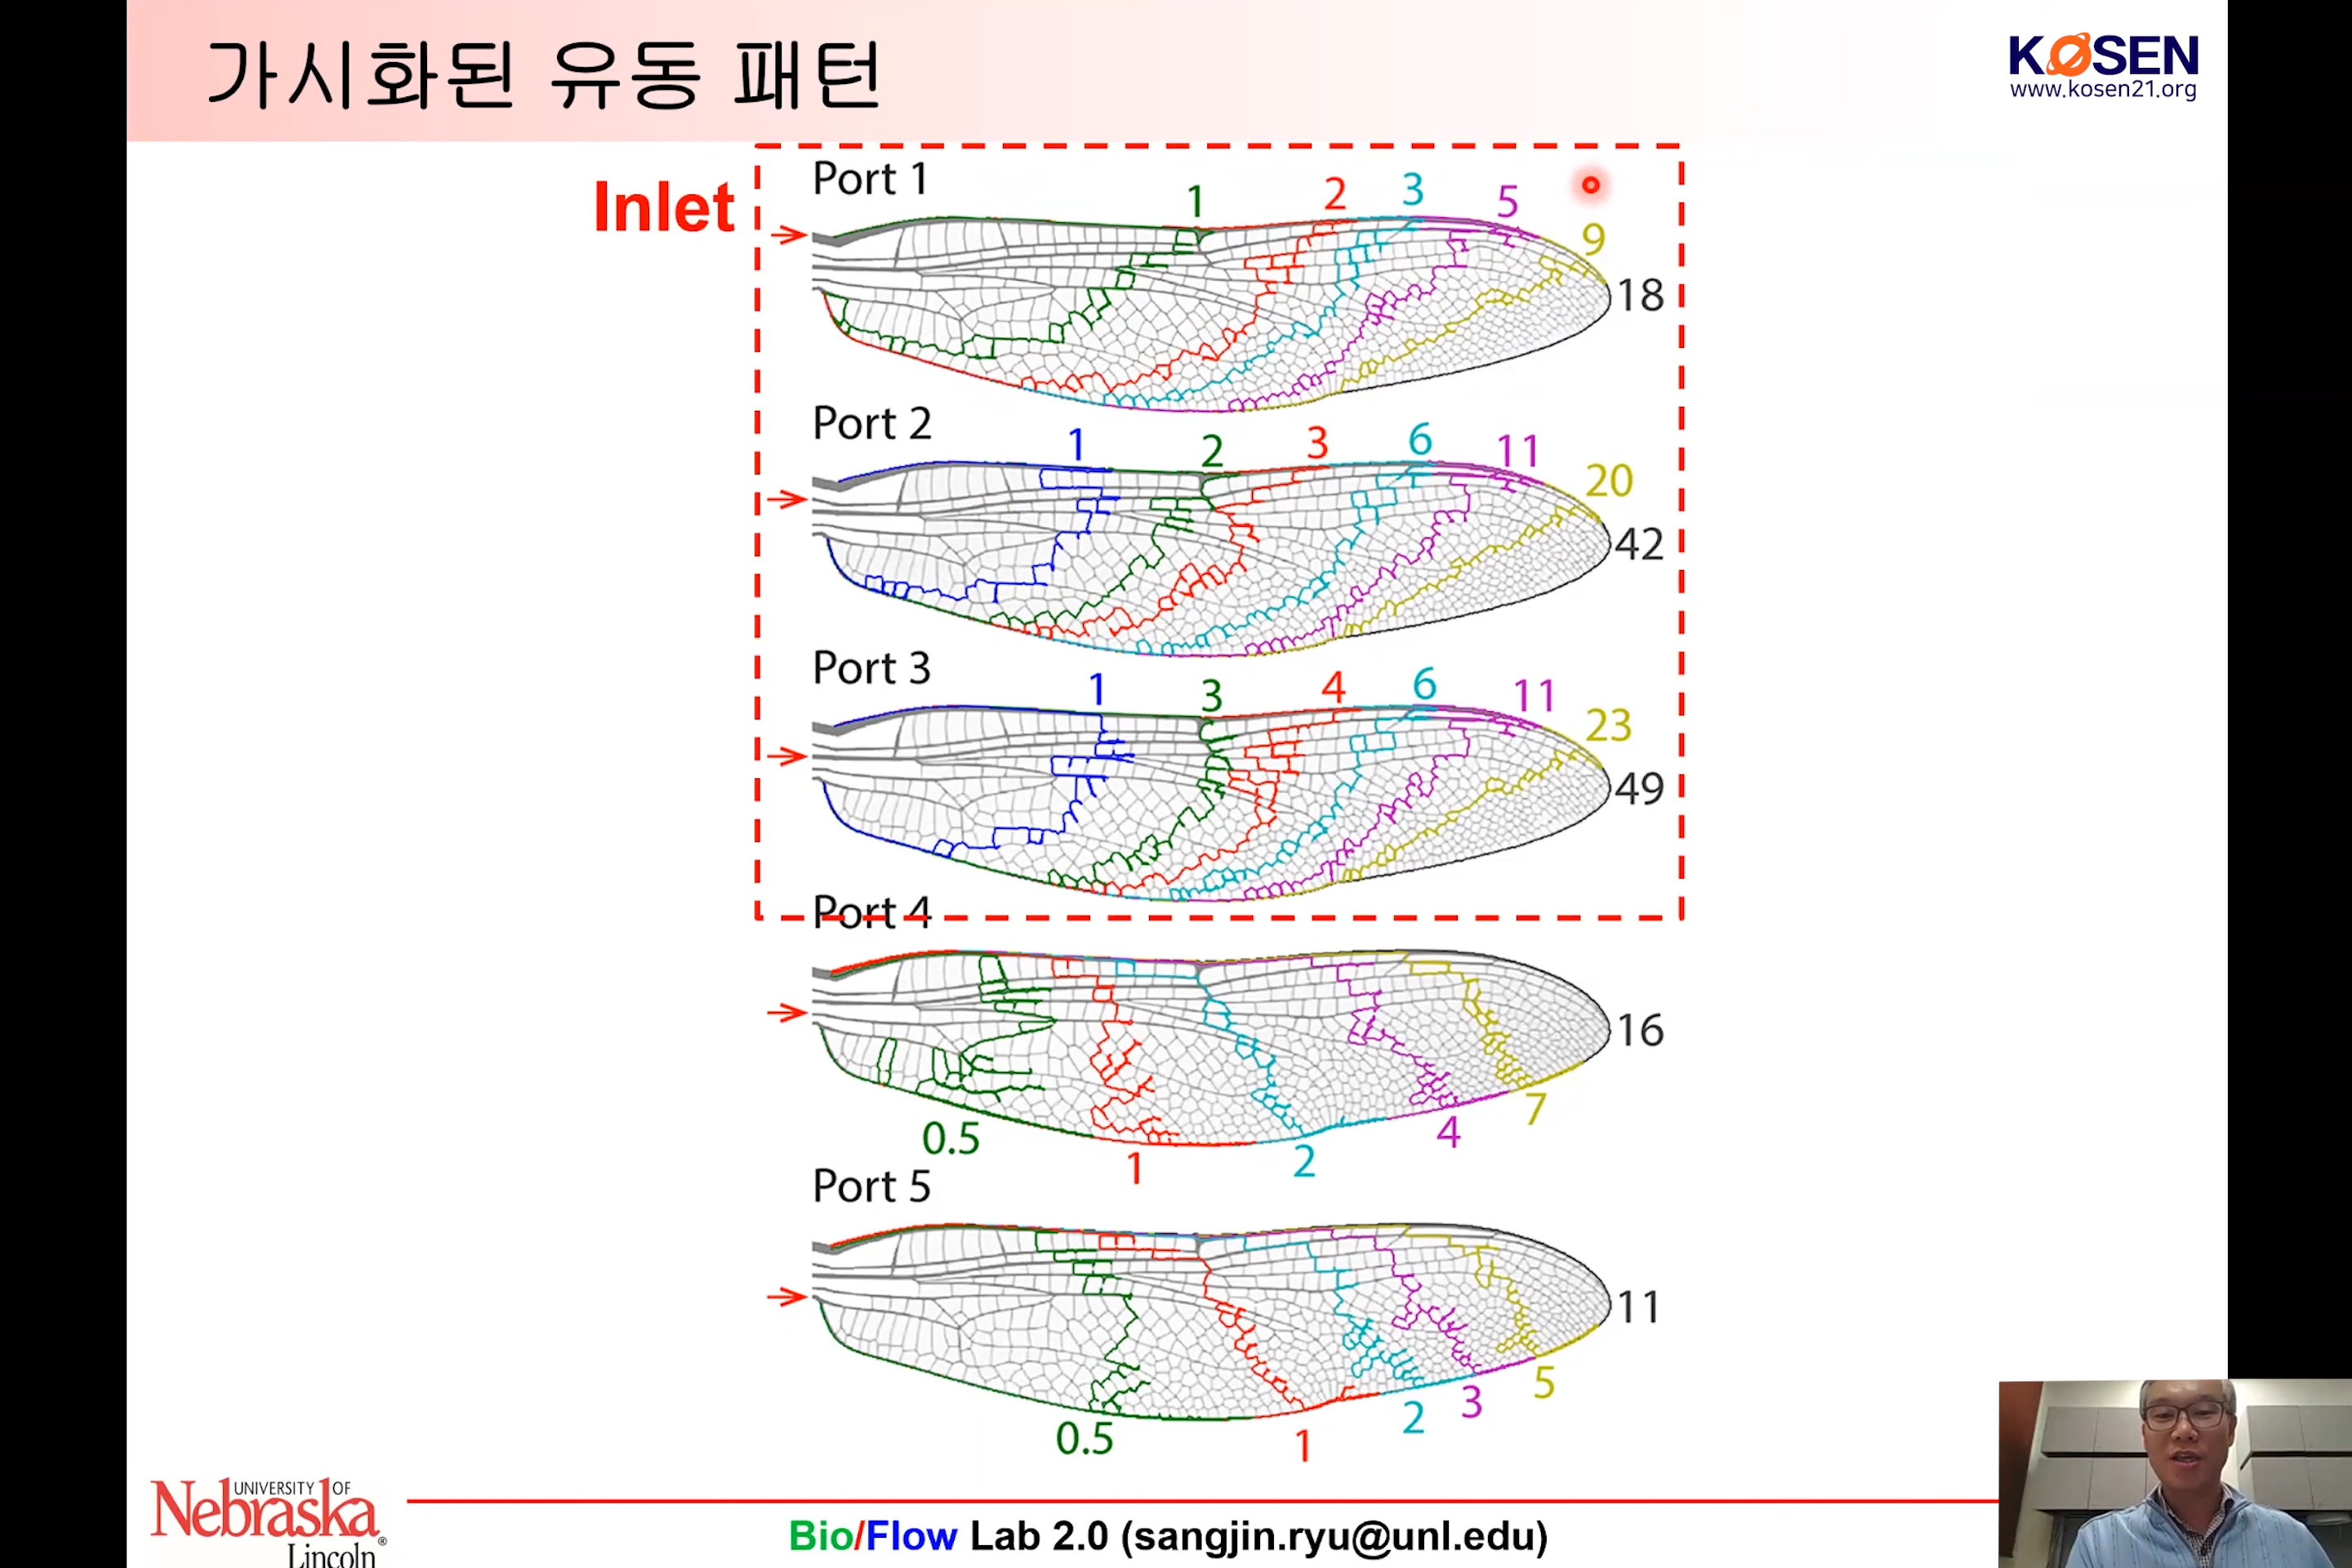 가시화된 유동 패턴
KOSEN
www.kosen21.org
Inlet
Port 1
1 2 3 5 9 18
Port 2
1 2 3 6 11 20 42
Port 3
1 3 4 6 11 23 49
Port 4
0.5 1 2 4 7 16
Port 5
0.5 1 2 3 5 11
UNIVERSITY OF
Nebraska®
Lincoln
Bio/Flow Lab 2.0 (sangjin.ryu@unl.edu)